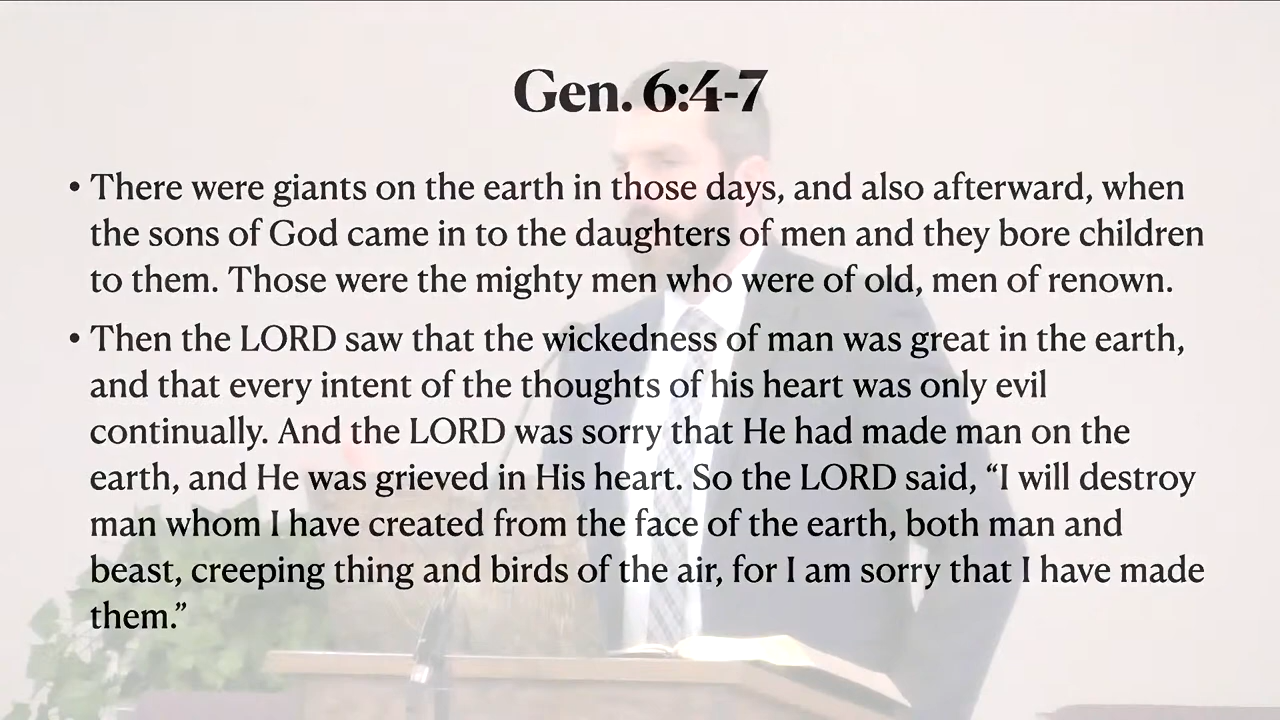 Gen. 6:4-7
• There were giants on the earth in those days, and also afterward, when
the sons of God came in to the daughters of men and they bore children
to them. Those were the mighty men who were of old, men of renown.
• Then the LORD saw that the wickedness of man was great in the earth,
and that every intent of the thoughts of his heart was only evil
continually. And the LORD was sorry that He had made man on the
earth, and He was grieved in His heart. So the LORD said, “I will destroy
man whom I have created from the face of the earth, both man and
beast, creeping thing and birds of the air, for I am sorry that I have made
them.”